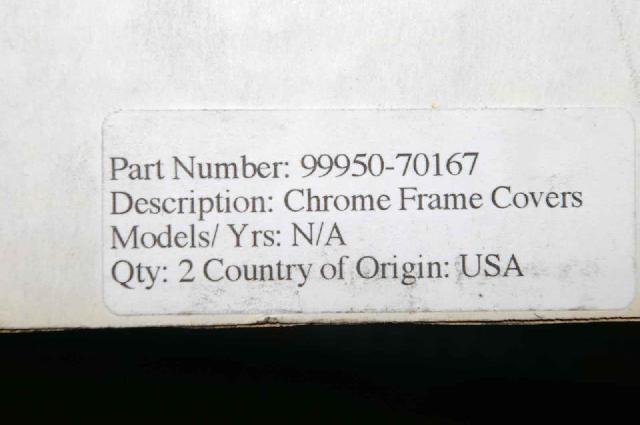 Part Number: 99950-70167
Description: Chrome Frame Covers
Models/ Yrs: N/A
Qty: 2 Country of Origin: USA